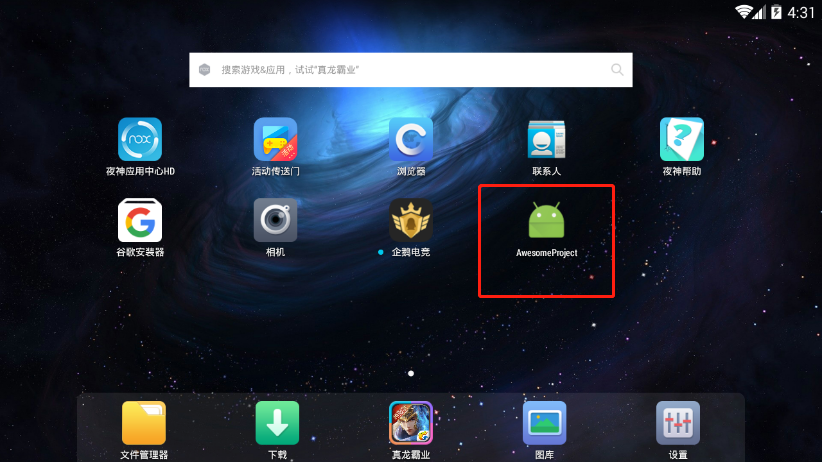 4:31
搜索游戏&应用，试试"真龙霸业"
nox
活动
夜神应用中心HD
活动传送门
浏览器
联系人
夜神帮助
谷歌安装器
相机
企鹅电竞
AwesomeProject
文件管理器
下载
真龙霸业
图库
设置